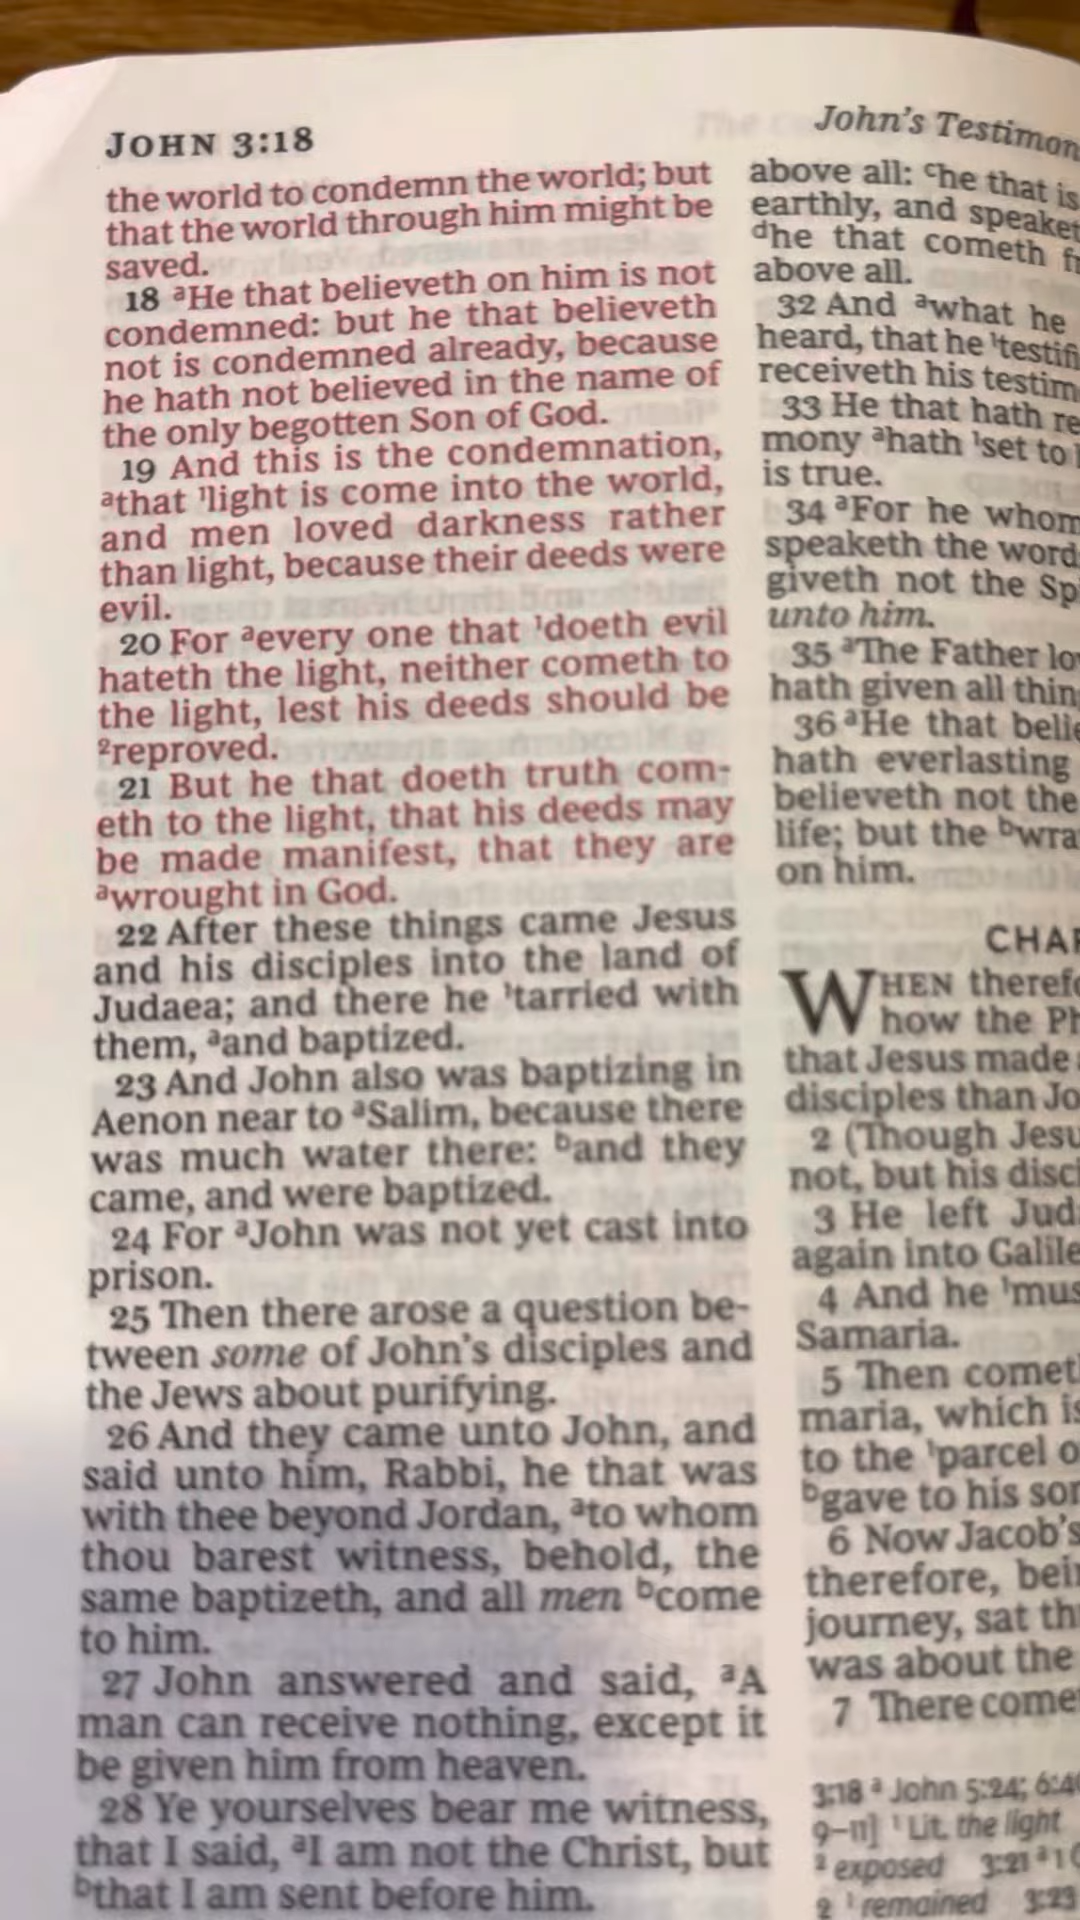 JOHN 3:18
the world to condemn the world; but
that the world through him might be
saved.
18 ᵃHe that believeth on him is not
condemned: but he that believeth
not is condemned already, because
he hath not believed in the name of
the only begotten Son of God.
19 And this is the condemnation,
ᵃthat ¹light is come into the world,
and men loved darkness rather
than light, because their deeds were
evil.
20 For ᵃevery one that ¹doeth evil
hateth the light, neither cometh to
the light, lest his deeds should be
²reproved.
21 But he that doeth truth com-
eth to the light, that his deeds may
be made manifest, that they are
ᵃwrought in God.
22 After these things came Jesus
and his disciples into the land of
Judaea; and there he ¹tarried with
them, ᵃand baptized.
23 And John also was baptizing in
Aenon near to ᵃSalim, because there
was much water there: ᵇand they
came, and were baptized.
24 For ᵃJohn was not yet cast into
prison.
25 Then there arose a question be-
tween some of John's disciples and
the Jews about purifying.
26 And they came unto John, and
said unto him, Rabbi, he that was
with thee beyond Jordan, ᵃto whom
thou barest witness, behold, the
same baptizeth, and all men ᵇcome
to him.
27 John answered and said, ᵃA
man can receive nothing, except it
be given him from heaven.
28 Ye yourselves bear me witness,
that I said, ᵃI am not the Christ, but
ᵇthat I am sent before him.
John's Testimon
above all: ᶜhe that is
earthly, and speaket
ᵈhe that cometh fr
above all.
32 And ᵃwhat he
heard, that he ¹testifi
receiveth his testim
33 He that hath re
mony ᵃhath ¹set to
is true.
34 ᵃFor he whom
speaketh the word
giveth not the Sp
unto him.
35 ᵃThe Father lo
hath given all thin
36 ᵃHe that belie
hath everlasting
believeth not the
life; but the ᵇwra
on him.
CHAP
WHEN therefo
how the Ph
that Jesus made
disciples than Jo
2 (Though Jesu
not, but his disci
3 He left Jud
again into Galile
4 And he ¹mus
Samaria.
5 Then comet
maria, which is
to the ¹parcel o
ᵇgave to his son
6 Now Jacob's
therefore, bei
journey, sat th
was about the
7 There come
3:18 ᵃ John 5:24; 6:4
9–11] ¹ Lit. the light
² exposed 3:21 ᵃ 1
2 ¹ remained 3:23